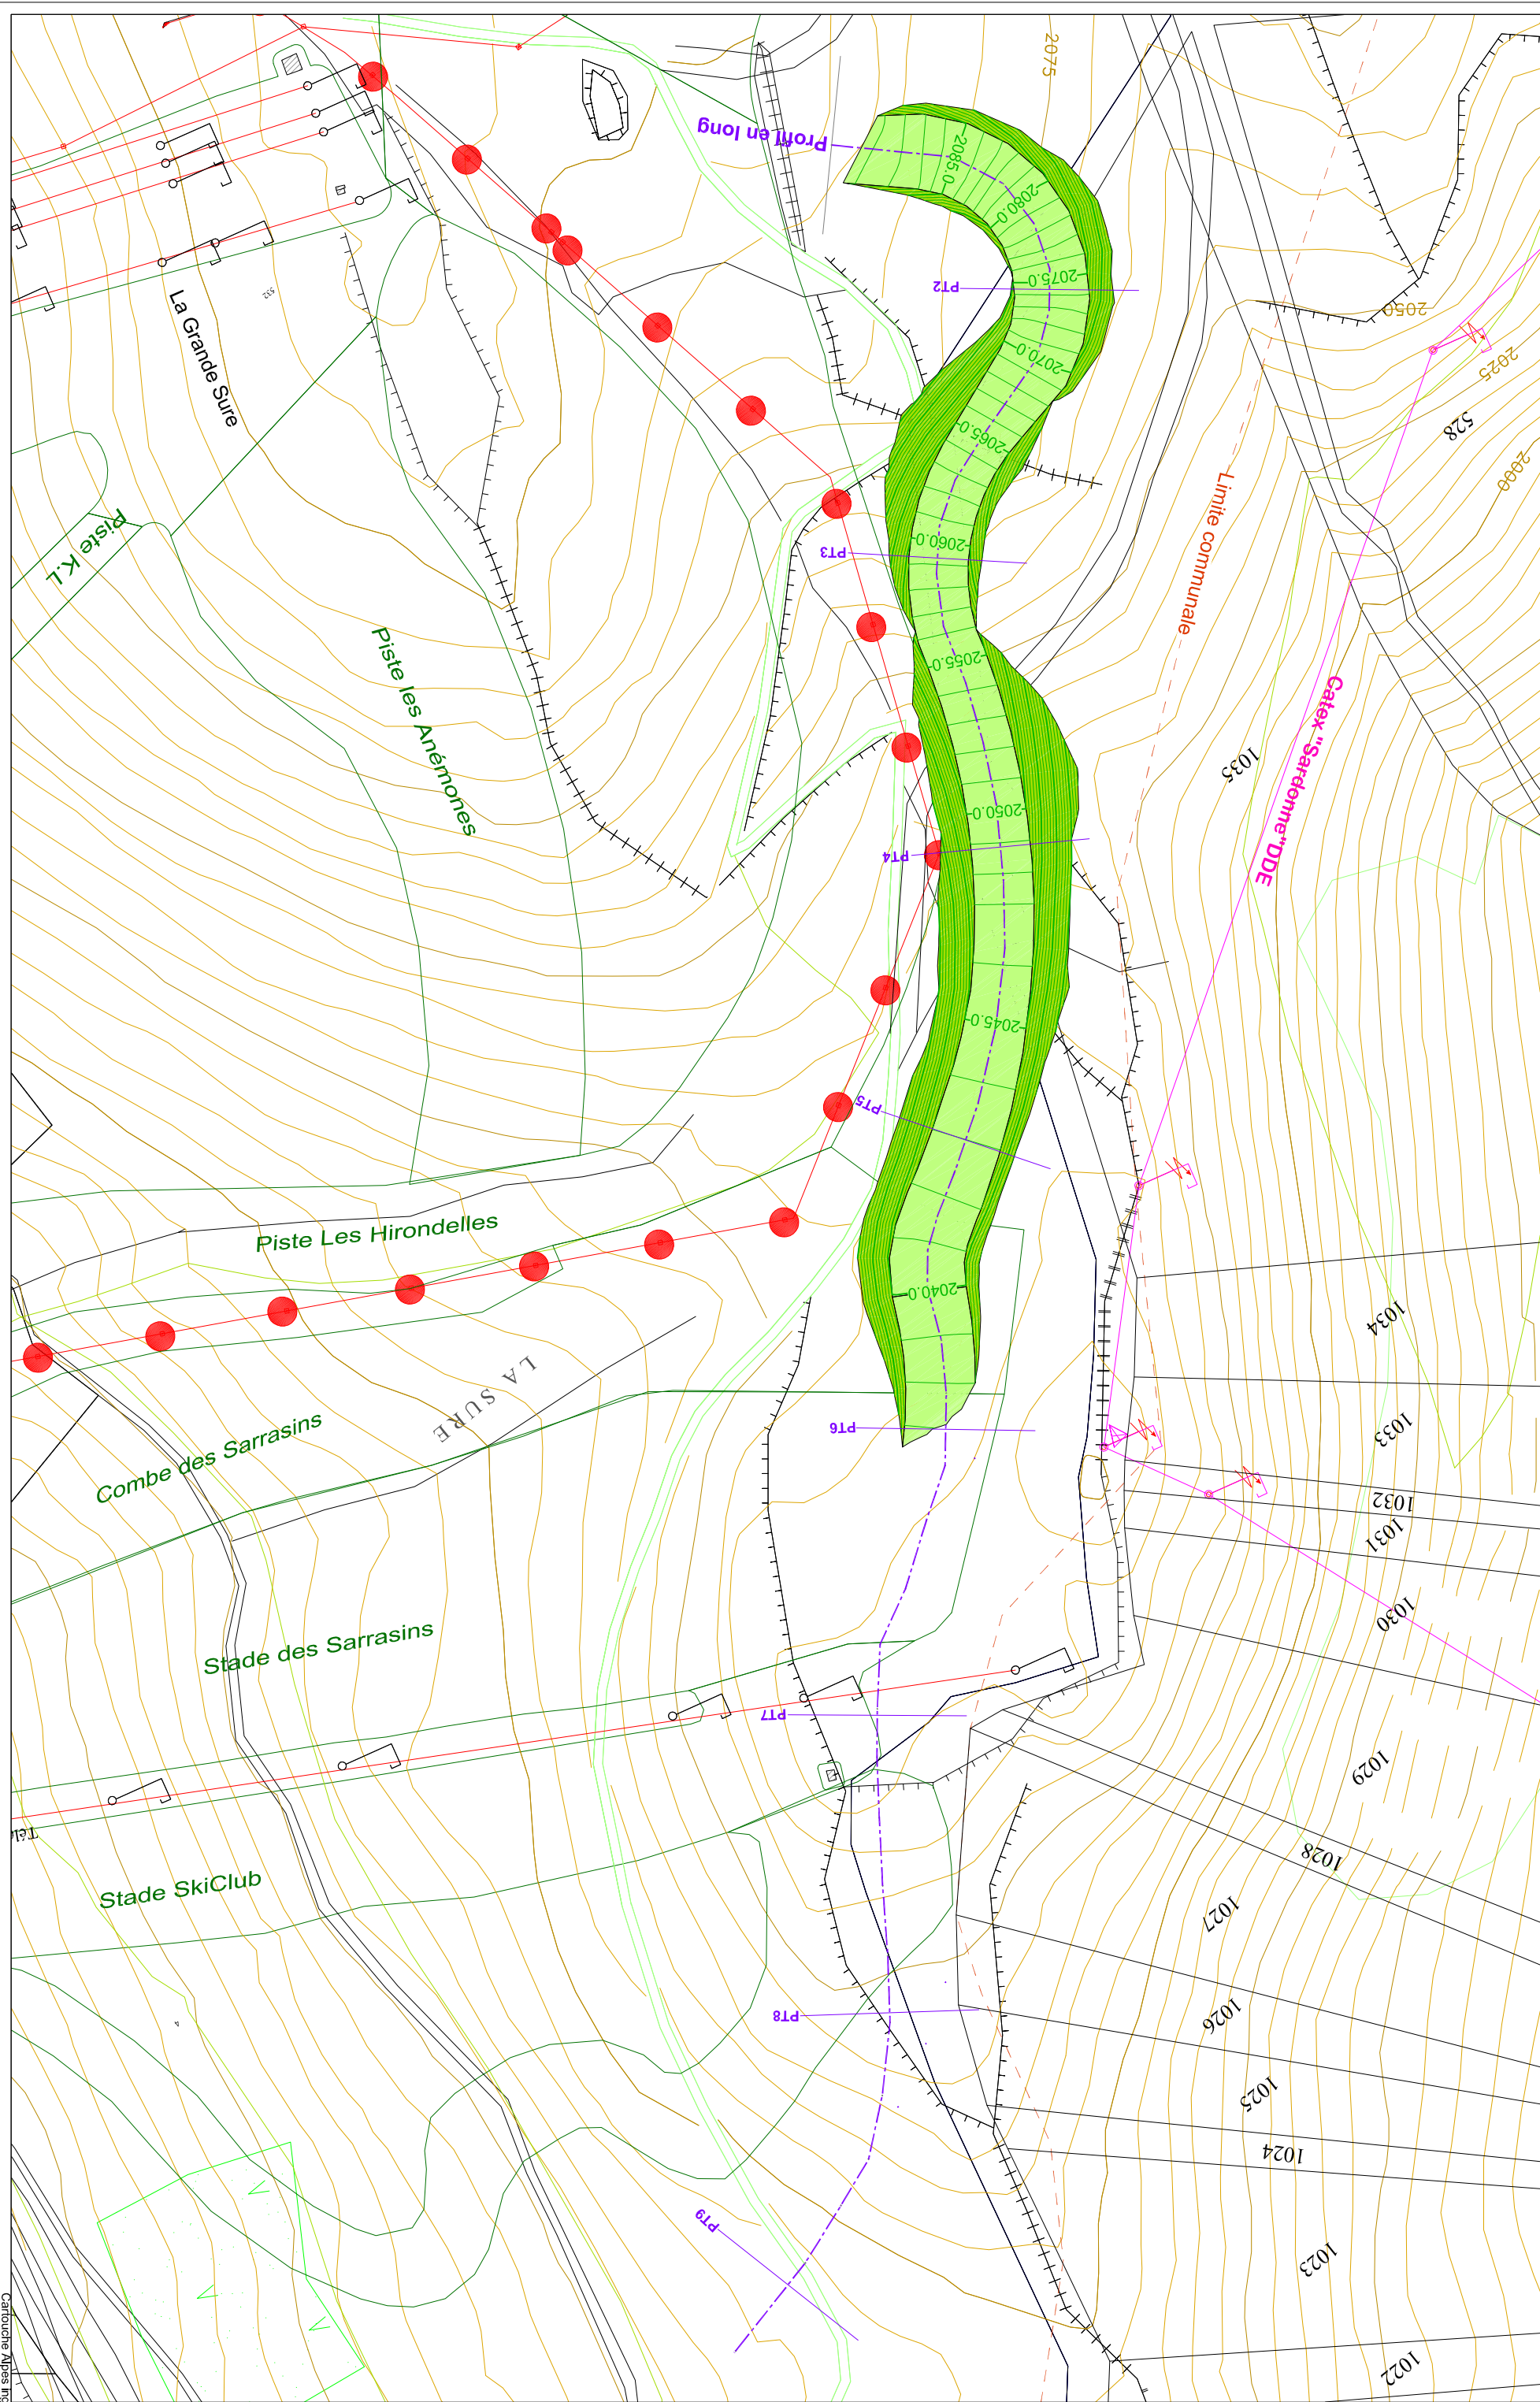 2075
Profil en long
2085.0
2080.0
2075.0
PT2
2050
2070.0
2025
532
La Grande Sure
528
2065.0
2000
Piste K.L
Limite communale
2060.0
PT3
Piste les Anémones
2055.0
Catex "Sardonne"DDE
1035
2050.0
PT4
2045.0
PT5
Piste Les Hirondelles
2040.0
1034
LA SURE
Combe des Sarrasins
PT6
1033
1032
1031
1030
Stade des Sarrasins
PT7
1029
Télé
1028
Stade SkiClub
1027
PT8
1026
1025
1024
PT9
1023
1022
Cartouche Alpes Ing